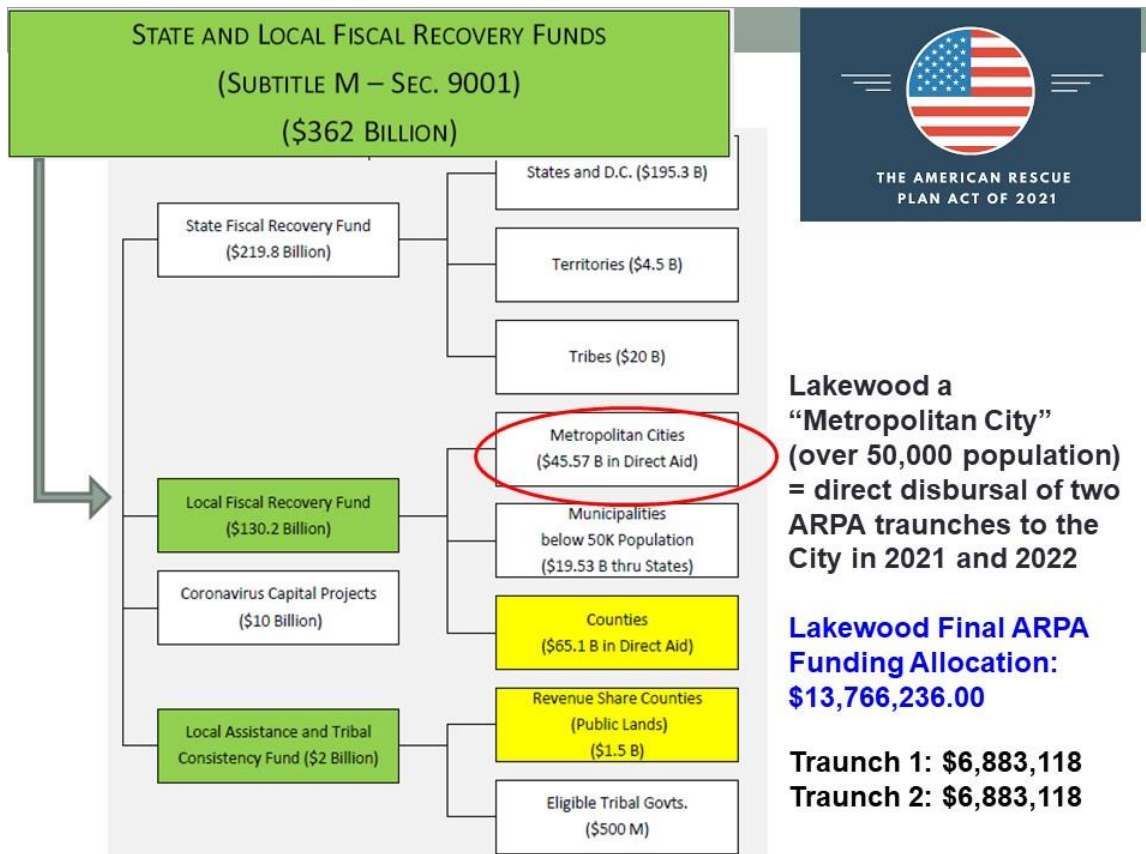 STATE AND LOCAL FISCAL RECOVERY FUNDS
(SUBTITLE M – SEC. 9001)
($362 BILLION)
THE AMERICAN RESCUE
PLAN ACT OF 2021
States and D.C. ($195.3 B)
State Fiscal Recovery Fund
($219.8 Billion)
Territories ($4.5 B)
Tribes ($20 B)
Metropolitan Cities
($45.57 B in Direct Aid)
Local Fiscal Recovery Fund
($130.2 Billion)
Municipalities
below 50K Population
($19.53 B thru States)
Coronavirus Capital Projects
($10 Billion)
Counties
($65.1 B in Direct Aid)
Revenue Share Counties
(Public Lands)
($1.5 B)
Local Assistance and Tribal
Consistency Fund ($2 Billion)
Eligible Tribal Govts.
($500 M)
Lakewood a
“Metropolitan City”
(over 50,000 population)
= direct disbursal of two
ARPA traunches to the
City in 2021 and 2022
Lakewood Final ARPA
Funding Allocation:
$13,766,236.00
Traunch 1: $6,883,118
Traunch 2: $6,883,118